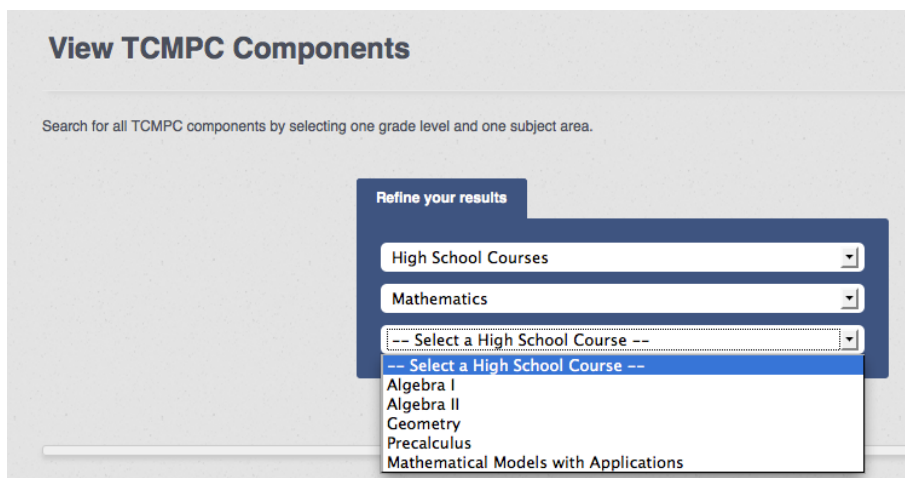 View TCMPC Components
Search for all TCMPC components by selecting one grade level and one subject area.
Refine your results
High School Courses
Mathematics
-- Select a High School Course --
-- Select a High School Course --
Algebra I
Algebra II
Geometry
Precalculus
Mathematical Models with Applications